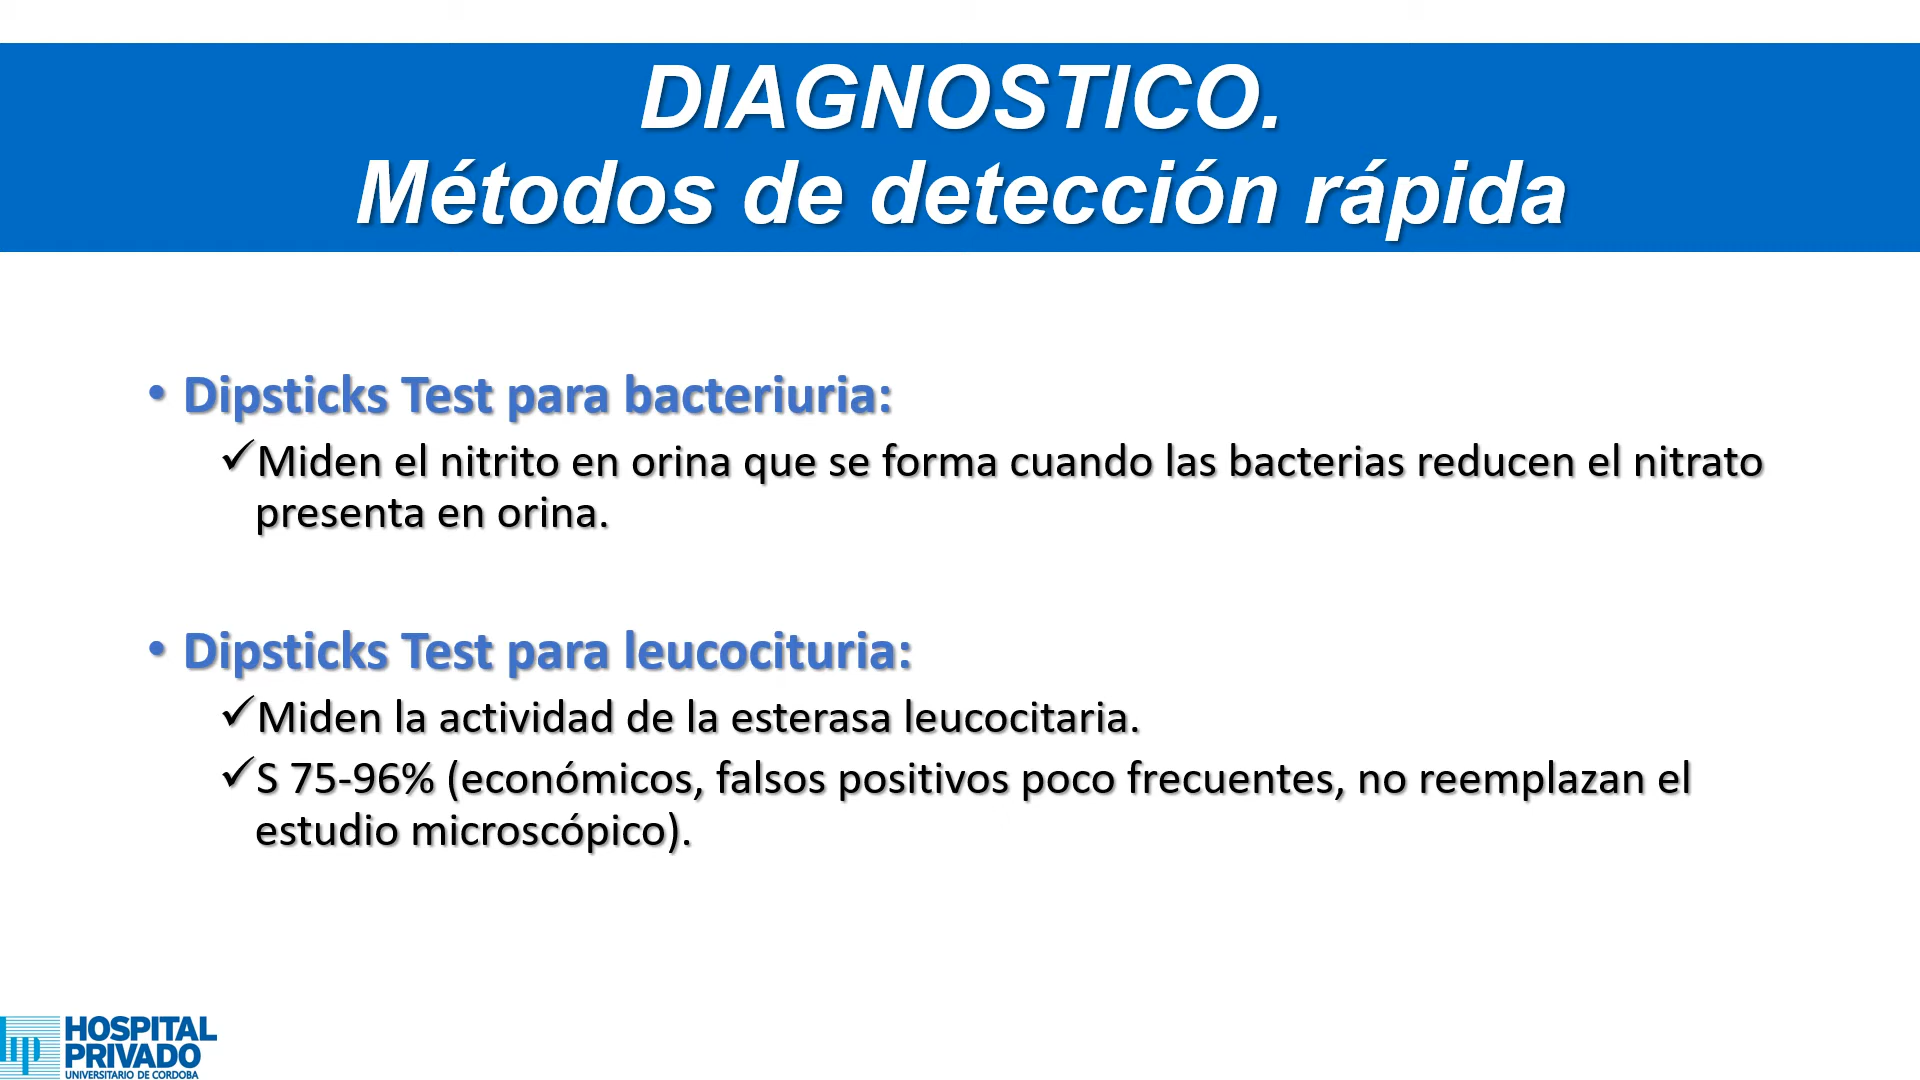 DIAGNOSTICO.
Métodos de detección rápida
• Dipsticks Test para bacteriuria:
✓Miden el nitrito en orina que se forma cuando las bacterias reducen el nitrato
presenta en orina.
• Dipsticks Test para leucocituria:
✓Miden la actividad de la esterasa leucocitaria.
✓S 75-96% (económicos, falsos positivos poco frecuentes, no reemplazan el
estudio microscópico).
hp
HOSPITAL
PRIVADO
UNIVERSITARIO DE CORDOBA